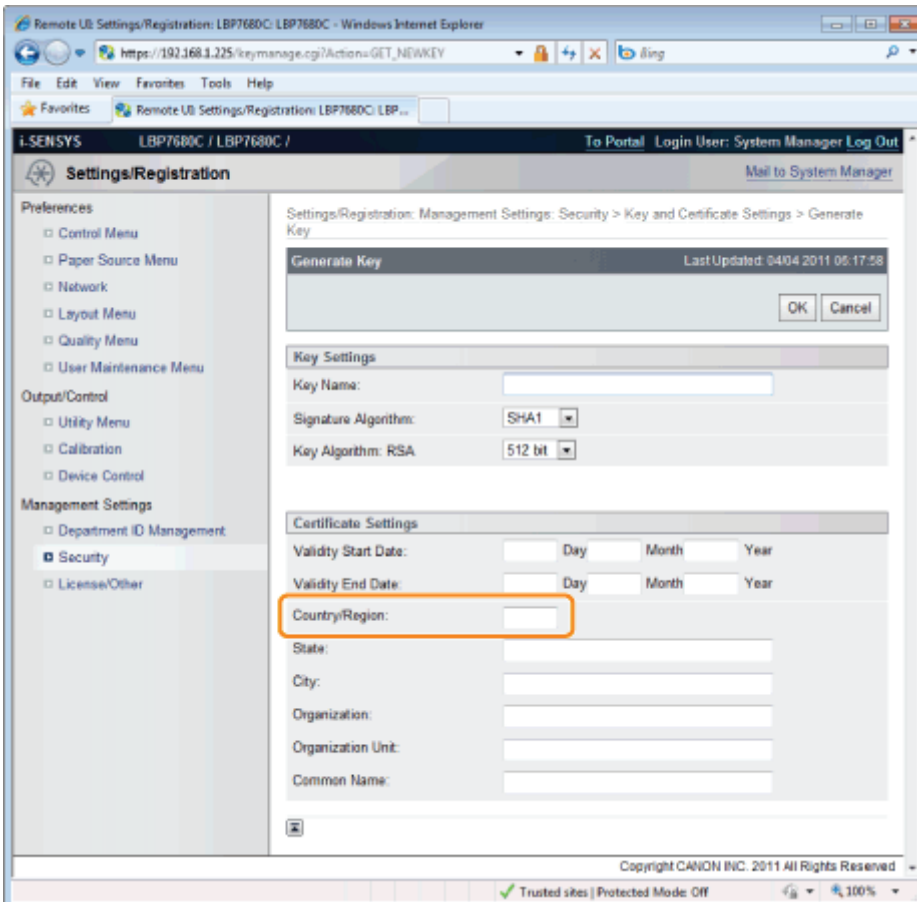 Remote UI: Settings/Registration: LBP7680C: LBP7680C - Windows Internet Explorer
https://192.168.1.225/keymanage.cgi?Action=GET_NEWKEY
Bing
File Edit View Favorites Tools Help
Favorites
Remote UI: Settings/Registration: LBP7680C: LBP...
i-SENSYS LBP7680C / LBP7680C /
To Portal Login User: System Manager Log Out
Settings/Registration
Mail to System Manager
Preferences
Control Menu
Paper Source Menu
Network
Layout Menu
Quality Menu
User Maintenance Menu
Output/Control
Utility Menu
Calibration
Device Control
Management Settings
Department ID Management
Security
License/Other
Settings/Registration: Management Settings: Security > Key and Certificate Settings > Generate
Key
Generate Key
Last Updated: 04/04 2011 05:17:58
OK Cancel
Key Settings
Key Name:
Signature Algorithm: SHA1
Key Algorithm: RSA 512 bit
Certificate Settings
Validity Start Date: Day Month Year
Validity End Date: Day Month Year
Country/Region:
State:
City:
Organization:
Organization Unit:
Common Name:
Copyright CANON INC. 2011 All Rights Reserved
Trusted sites | Protected Mode: Off
100%